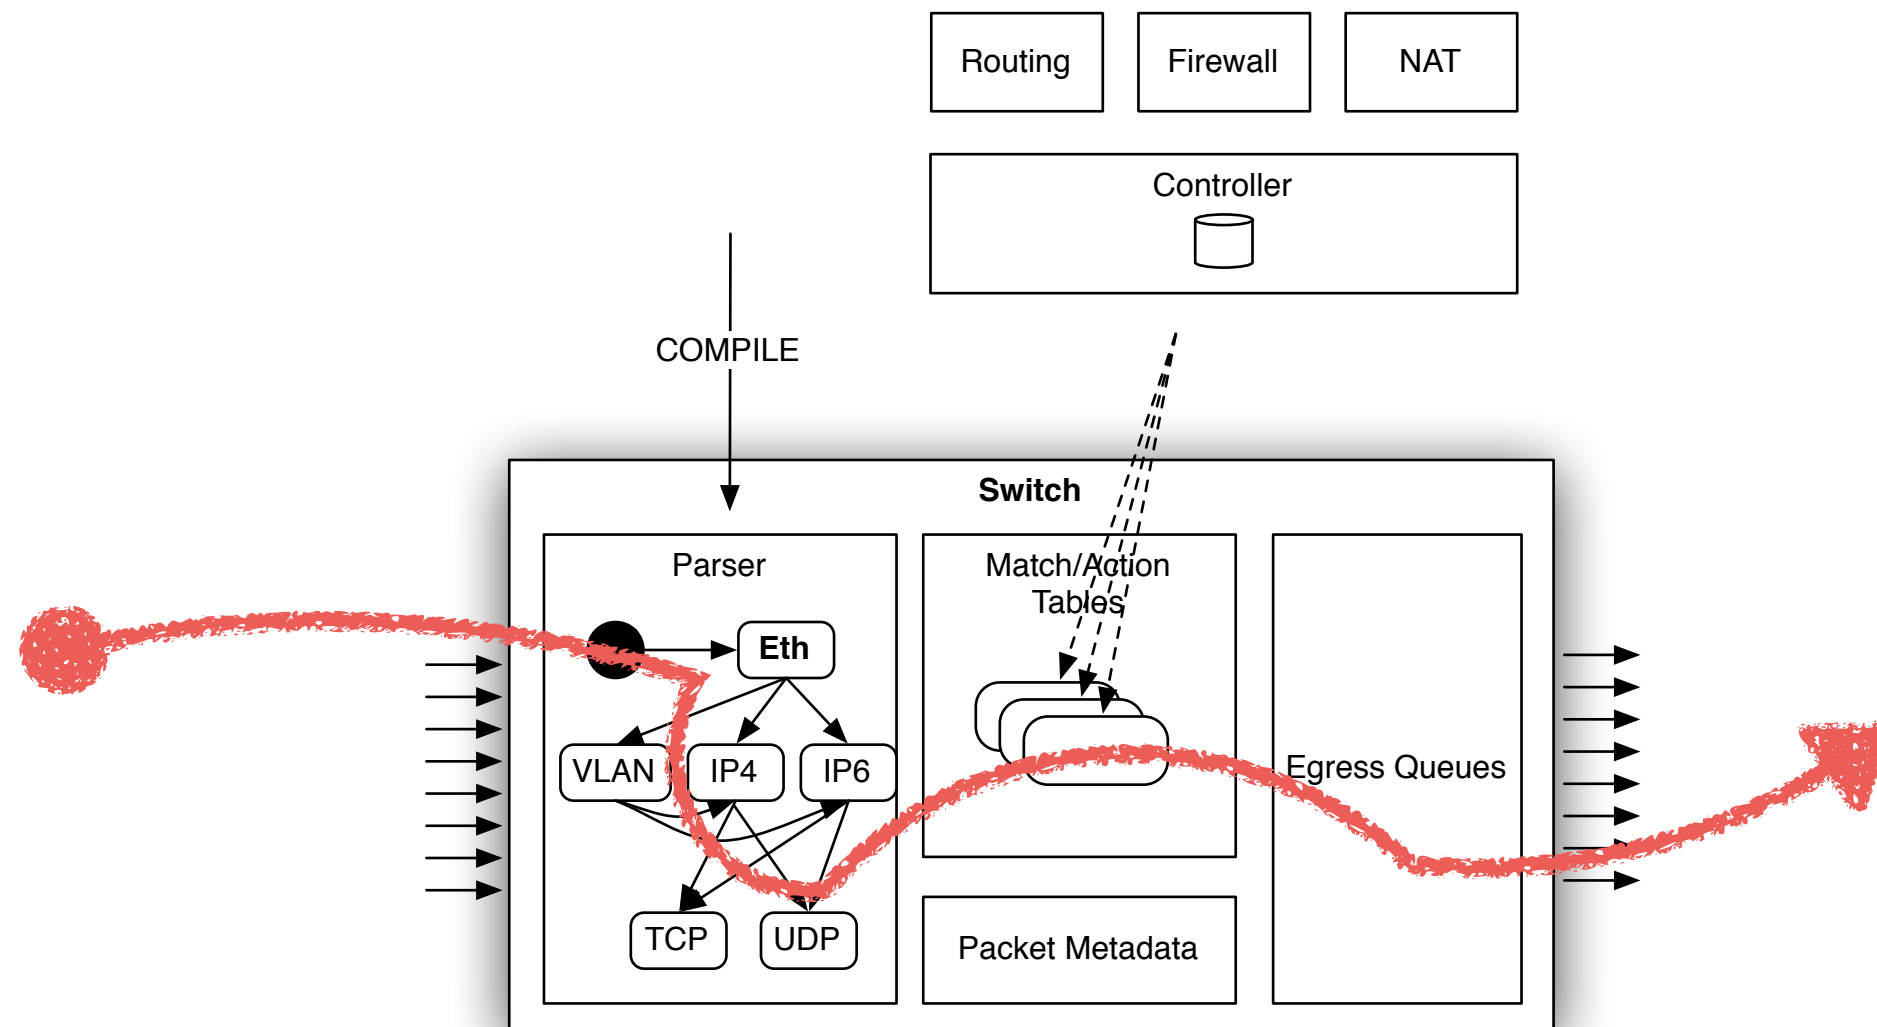 Routing
Firewall
NAT
Controller
COMPILE
Switch
Parser
Match/Action
Tables
Eth
VLAN
IP4
IP6
Egress Queues
TCP
UDP
Packet Metadata